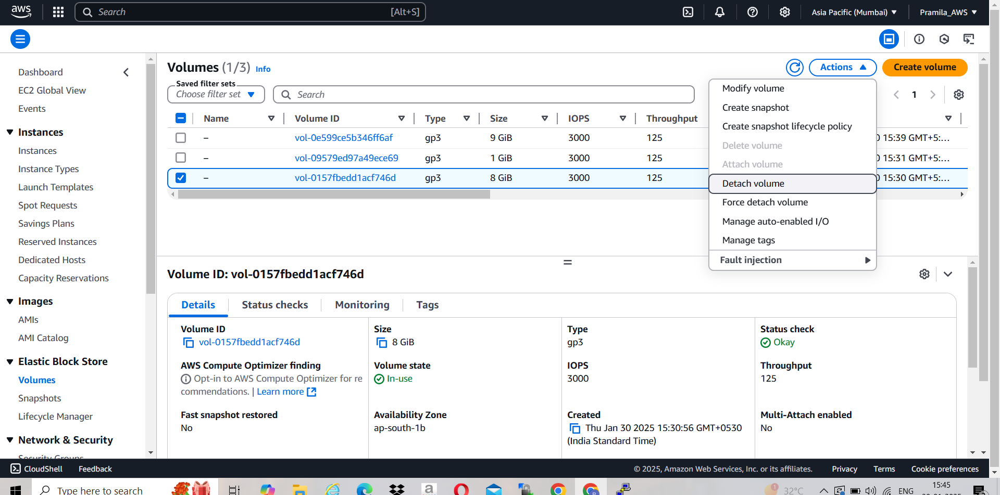 aws
Search
[Alt+S]
Asia Pacific (Mumbai)
Pramila_AWS
Dashboard
EC2 Global View
Events
Instances
Instances
Instance Types
Launch Templates
Spot Requests
Savings Plans
Reserved Instances
Dedicated Hosts
Capacity Reservations
Images
AMIs
AMI Catalog
Elastic Block Store
Volumes
Snapshots
Lifecycle Manager
Network & Security
Security Groups
Volumes (1/3) Info
Actions
Create volume
Saved filter sets
Choose filter set
Search
1
Name Volume ID Type Size IOPS Throughput
– vol-0e599ce5b346ff6af gp3 9 GiB 3000 125 0 15:39 GMT+5:...
– vol-09579ed97a49ece69 gp3 1 GiB 3000 125 0 15:31 GMT+5:...
– vol-0157fbedd1acf746d gp3 8 GiB 3000 125 0 15:30 GMT+5:...
Modify volume
Create snapshot
Create snapshot lifecycle policy
Delete volume
Attach volume
Detach volume
Force detach volume
Manage auto-enabled I/O
Manage tags
Fault injection
Volume ID: vol-0157fbedd1acf746d
Details Status checks Monitoring Tags
Volume ID
vol-0157fbedd1acf746d
Size
8 GiB
Type
gp3
Status check
Okay
AWS Compute Optimizer finding
Opt-in to AWS Compute Optimizer for re
commendations. | Learn more
Volume state
In-use
IOPS
3000
Throughput
125
Fast snapshot restored
No
Availability Zone
ap-south-1b
Created
Thu Jan 30 2025 15:30:56 GMT+0530
(India Standard Time)
Multi-Attach enabled
No
CloudShell Feedback
© 2025, Amazon Web Services, Inc. or its affiliates. Privacy Terms Cookie preferences
Type here to search
a
1
32°C
ENG
15:45